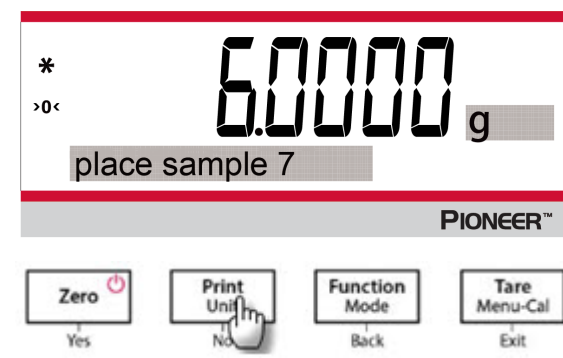 *
>0<
6.0000 g
place sample 7
PIONEER™
Zero Print Function Tare
Unit Mode Menu-Cal
Yes No Back Exit